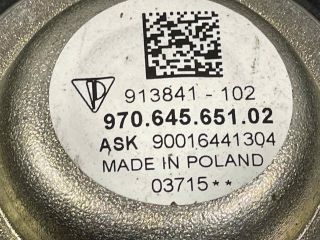 913841 - 102
970.645.651.02
ASK 90016441304
MADE IN POLAND
03715**